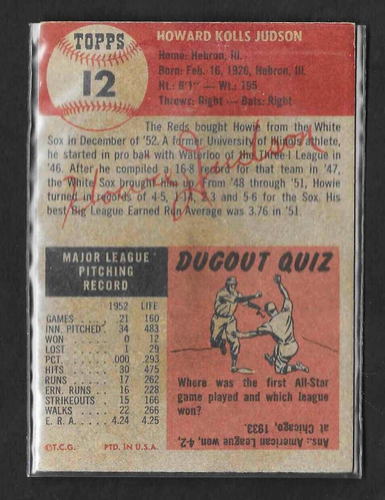 TOPPS
12
HOWARD KOLLS JUDSON
Home: Hebron, Ill.
Born: Feb. 16, 1926, Hebron, Ill.
Ht.: 6'1" — Wt.: 195
Throws: Right — Bats: Right
The Reds bought Howie from the White
Sox in December of '52. A former University of Illinois athlete,
he started in pro ball with Waterloo of the Three-I League in
'46. After he compiled a 16-8 record for that team in '47,
the White Sox brought him up. From '48 through '51, Howie
turned in records of 4-5, 1-14, 2-3 and 5-6 for the Sox. His
best Big League Earned Run Average was 3.76 in '51.
Howie Judson
MAJOR LEAGUE
PITCHING
RECORD
1952 LIFE
GAMES 21 160
INN. PITCHED 34 483
WON 0 12
LOST 1 29
PCT. .000 .293
HITS 30 475
RUNS 17 262
ERN. RUNS 16 228
STRIKEOUTS 15 166
WALKS 22 266
E. R. A. 4.24 4.25
©T.C.G. PTD. IN U.S.A.
DUGOUT QUIZ
Where was the first All-Star
game played and which league
won?
Ans.: American League won, 4-2,
at Chicago, 1933.